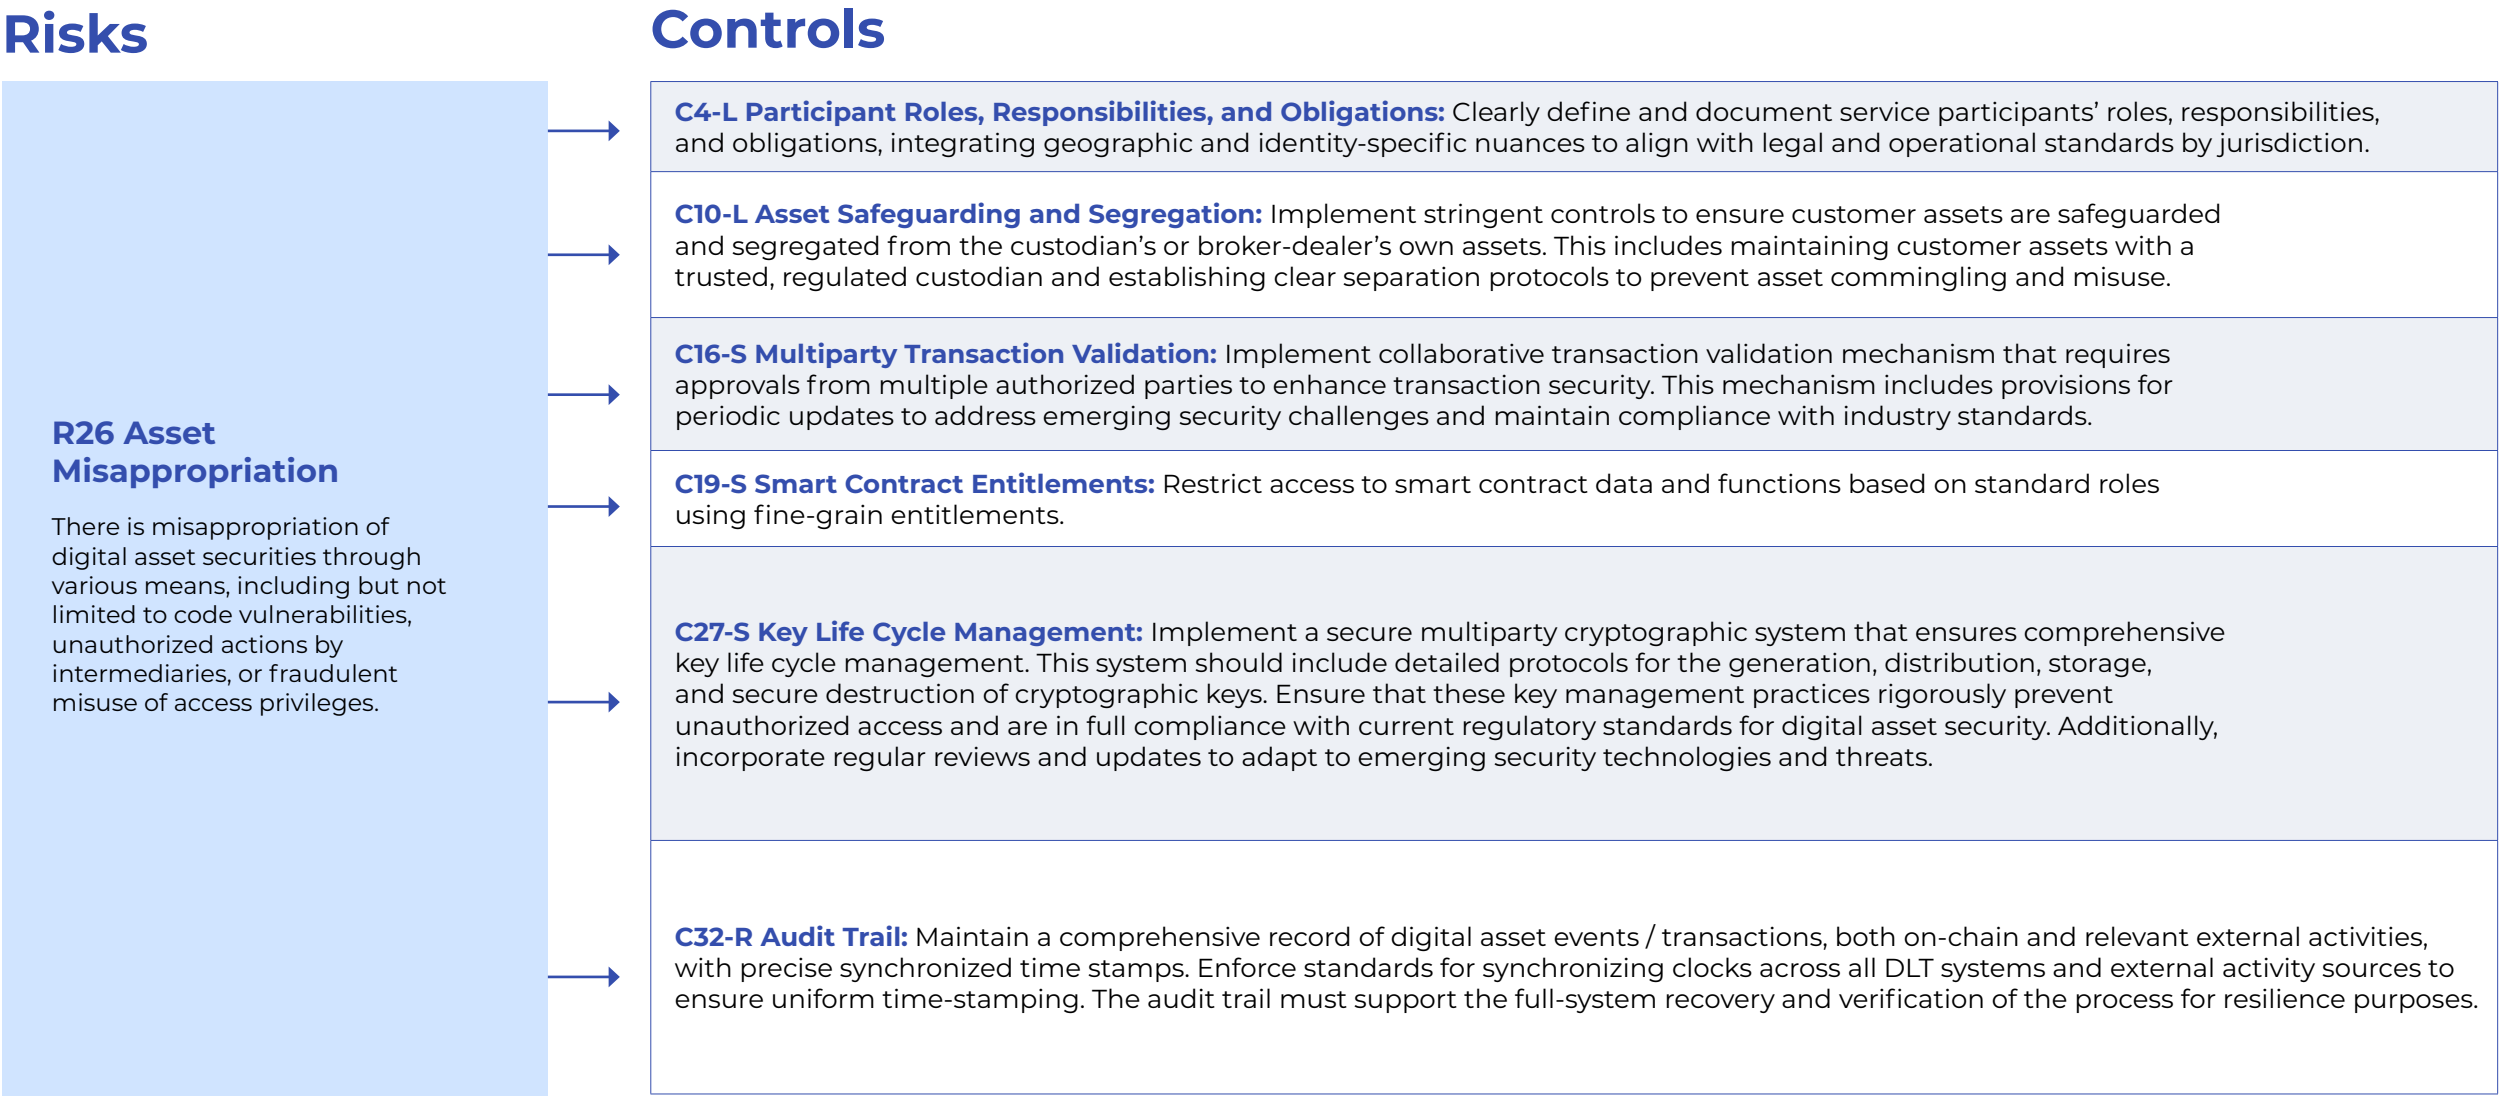 Risks
Controls
R26 Asset
Misappropriation
There is misappropriation of
digital asset securities through
various means, including but not
limited to code vulnerabilities,
unauthorized actions by
intermediaries, or fraudulent
misuse of access privileges.
C4-L Participant Roles, Responsibilities, and Obligations: Clearly define and document service participants’ roles, responsibilities,
and obligations, integrating geographic and identity-specific nuances to align with legal and operational standards by jurisdiction.
C10-L Asset Safeguarding and Segregation: Implement stringent controls to ensure customer assets are safeguarded
and segregated from the custodian’s or broker-dealer’s own assets. This includes maintaining customer assets with a
trusted, regulated custodian and establishing clear separation protocols to prevent asset commingling and misuse.
C16-S Multiparty Transaction Validation: Implement collaborative transaction validation mechanism that requires
approvals from multiple authorized parties to enhance transaction security. This mechanism includes provisions for
periodic updates to address emerging security challenges and maintain compliance with industry standards.
C19-S Smart Contract Entitlements: Restrict access to smart contract data and functions based on standard roles
using fine-grain entitlements.
C27-S Key Life Cycle Management: Implement a secure multiparty cryptographic system that ensures comprehensive
key life cycle management. This system should include detailed protocols for the generation, distribution, storage,
and secure destruction of cryptographic keys. Ensure that these key management practices rigorously prevent
unauthorized access and are in full compliance with current regulatory standards for digital asset security. Additionally,
incorporate regular reviews and updates to adapt to emerging security technologies and threats.
C32-R Audit Trail: Maintain a comprehensive record of digital asset events / transactions, both on-chain and relevant external activities,
with precise synchronized time stamps. Enforce standards for synchronizing clocks across all DLT systems and external activity sources to
ensure uniform time-stamping. The audit trail must support the full-system recovery and verification of the process for resilience purposes.